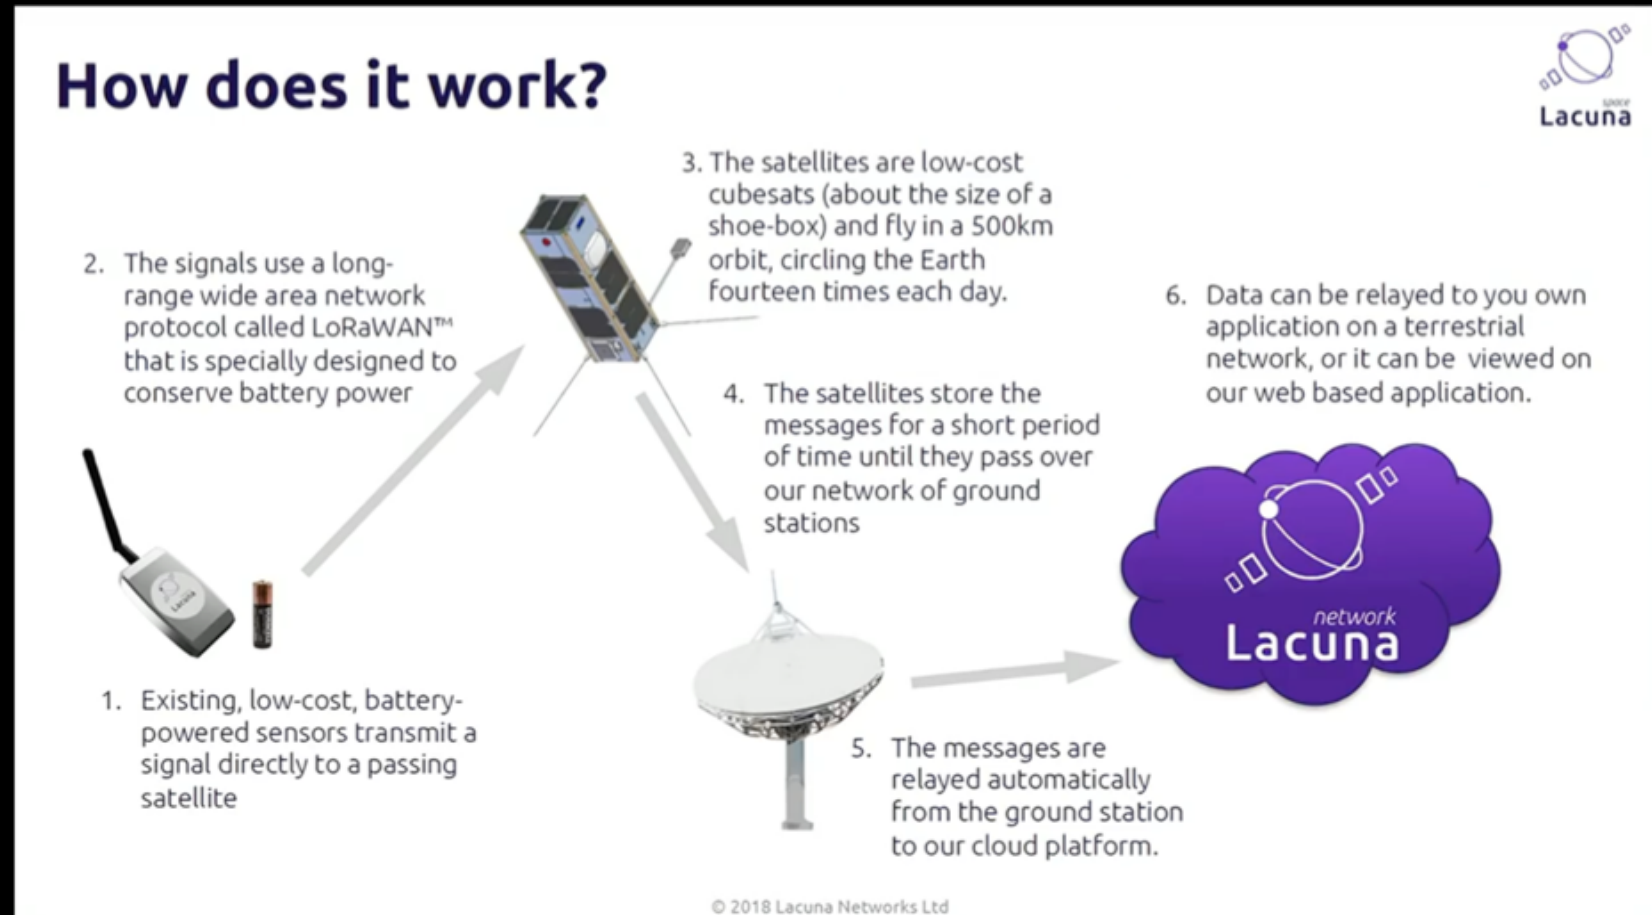 How does it work?
space
Lacuna
3. The satellites are low-cost
cubesats (about the size of a
shoe-box) and fly in a 500km
orbit, circling the Earth
fourteen times each day.
2. The signals use a long-
range wide area network
protocol called LoRaWAN™
that is specially designed to
conserve battery power
6. Data can be relayed to you own
application on a terrestrial
network, or it can be viewed on
our web based application.
4. The satellites store the
messages for a short period
of time until they pass over
our network of ground
stations
Lacuna
network
Lacuna
1. Existing, low-cost, battery-
powered sensors transmit a
signal directly to a passing
satellite
5. The messages are
relayed automatically
from the ground station
to our cloud platform.
© 2018 Lacuna Networks Ltd